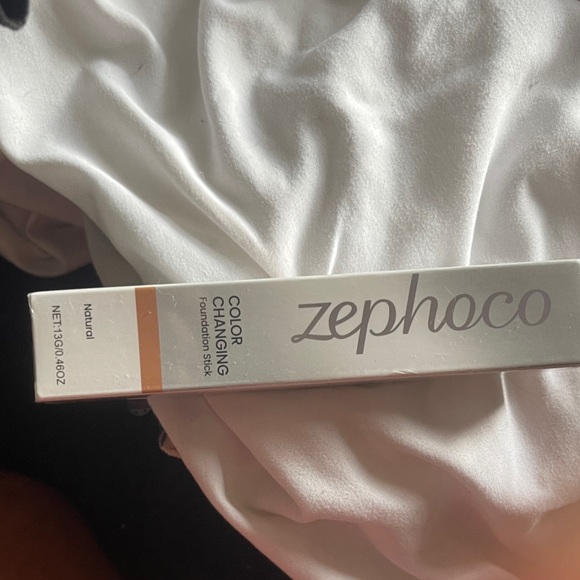 zephoco
COLOR
CHANGING
Foundation Stick
Natural
NET:13G/0.46OZ